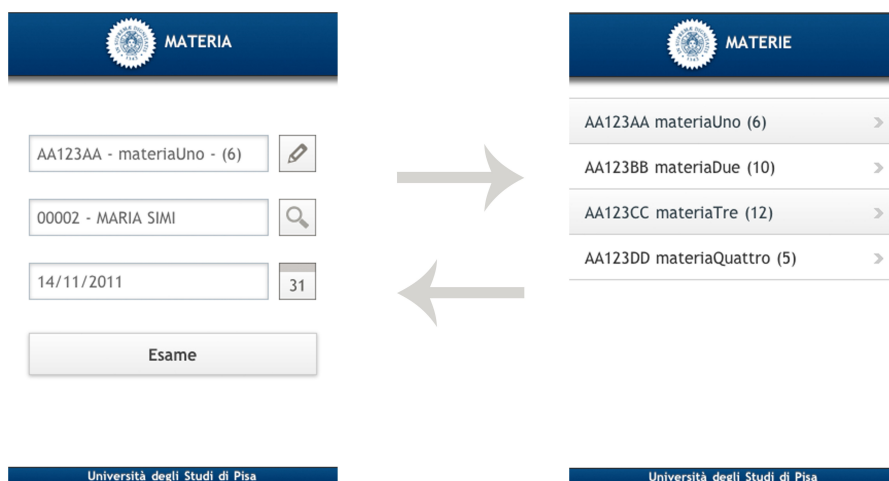 MATERIA
AA123AA - materiaUno - (6)
00002 - MARIA SIMI
14/11/2011
31
Esame
Università degli Studi di Pisa
MATERIE
AA123AA materiaUno (6)
AA123BB materiaDue (10)
AA123CC materiaTre (12)
AA123DD materiaQuattro (5)
Università degli Studi di Pisa